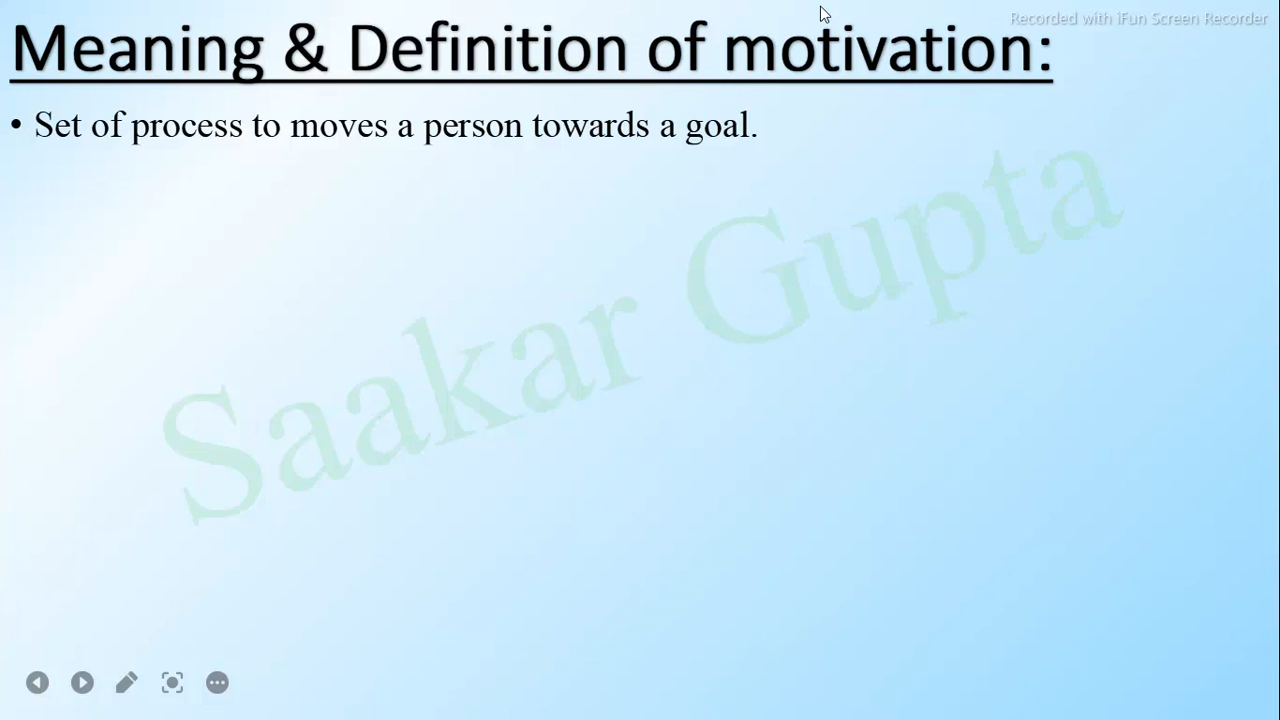 Recorded with iFun Screen Recorder
Meaning & Definition of motivation:
• Set of process to moves a person towards a goal.
Saakar Gupta